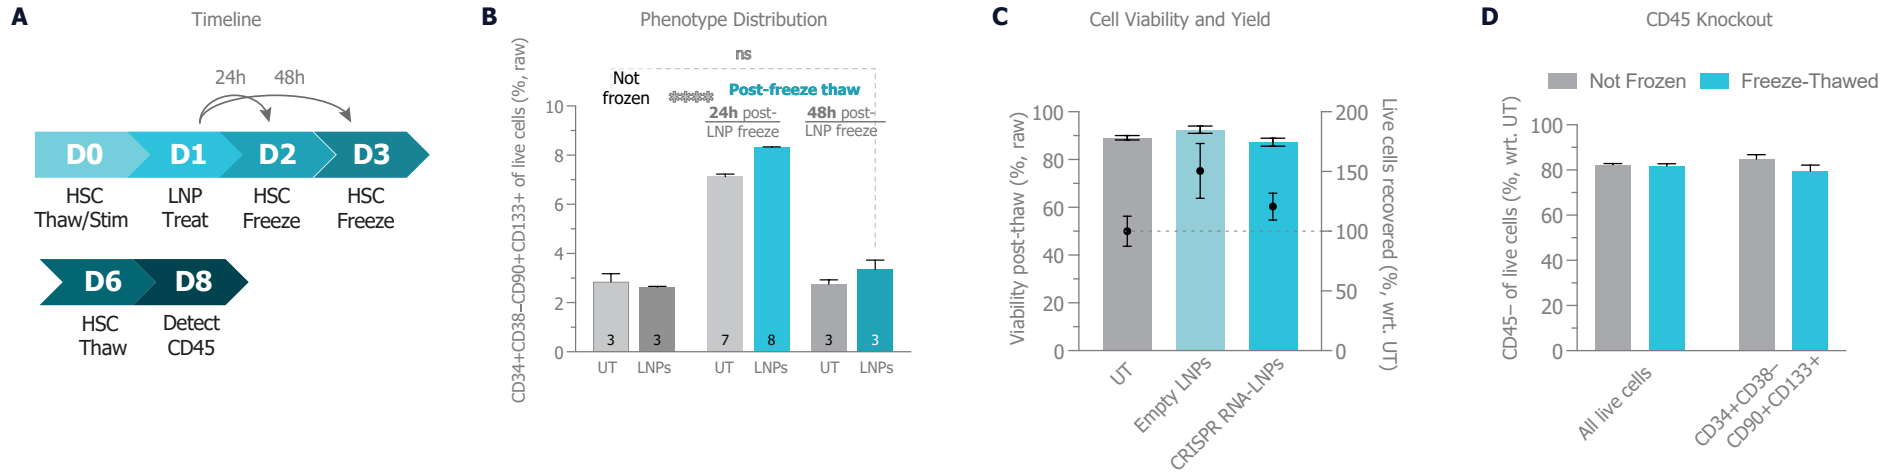 A
Timeline
24h
48h
D0
D1
D2
D3
HSC
Thaw/Stim
LNP
Treat
HSC
Freeze
HSC
Freeze
D6
D8
HSC
Thaw
Detect
CD45
B
Phenotype Distribution
CD34+CD38−CD90+CD133+ of live cells (%, raw)
ns
Not
frozen
****
Post-freeze thaw
24h post-
LNP freeze
48h post-
LNP freeze
10
8
6
4
2
0
3
3
7
8
3
3
UT
LNPs
UT
LNPs
UT
LNPs
C
Cell Viability and Yield
Viability post-thaw (%, raw)
100
80
60
40
20
0
200
150
100
50
0
Live cells recovered (%, wrt. UT)
UT
Empty LNPs
CRISPR RNA-LNPs
D
CD45 Knockout
Not Frozen
Freeze-Thawed
CD45− of live cells (%, wrt. UT)
100
80
60
40
20
0
All live cells
CD34+CD38−
CD90+CD133+